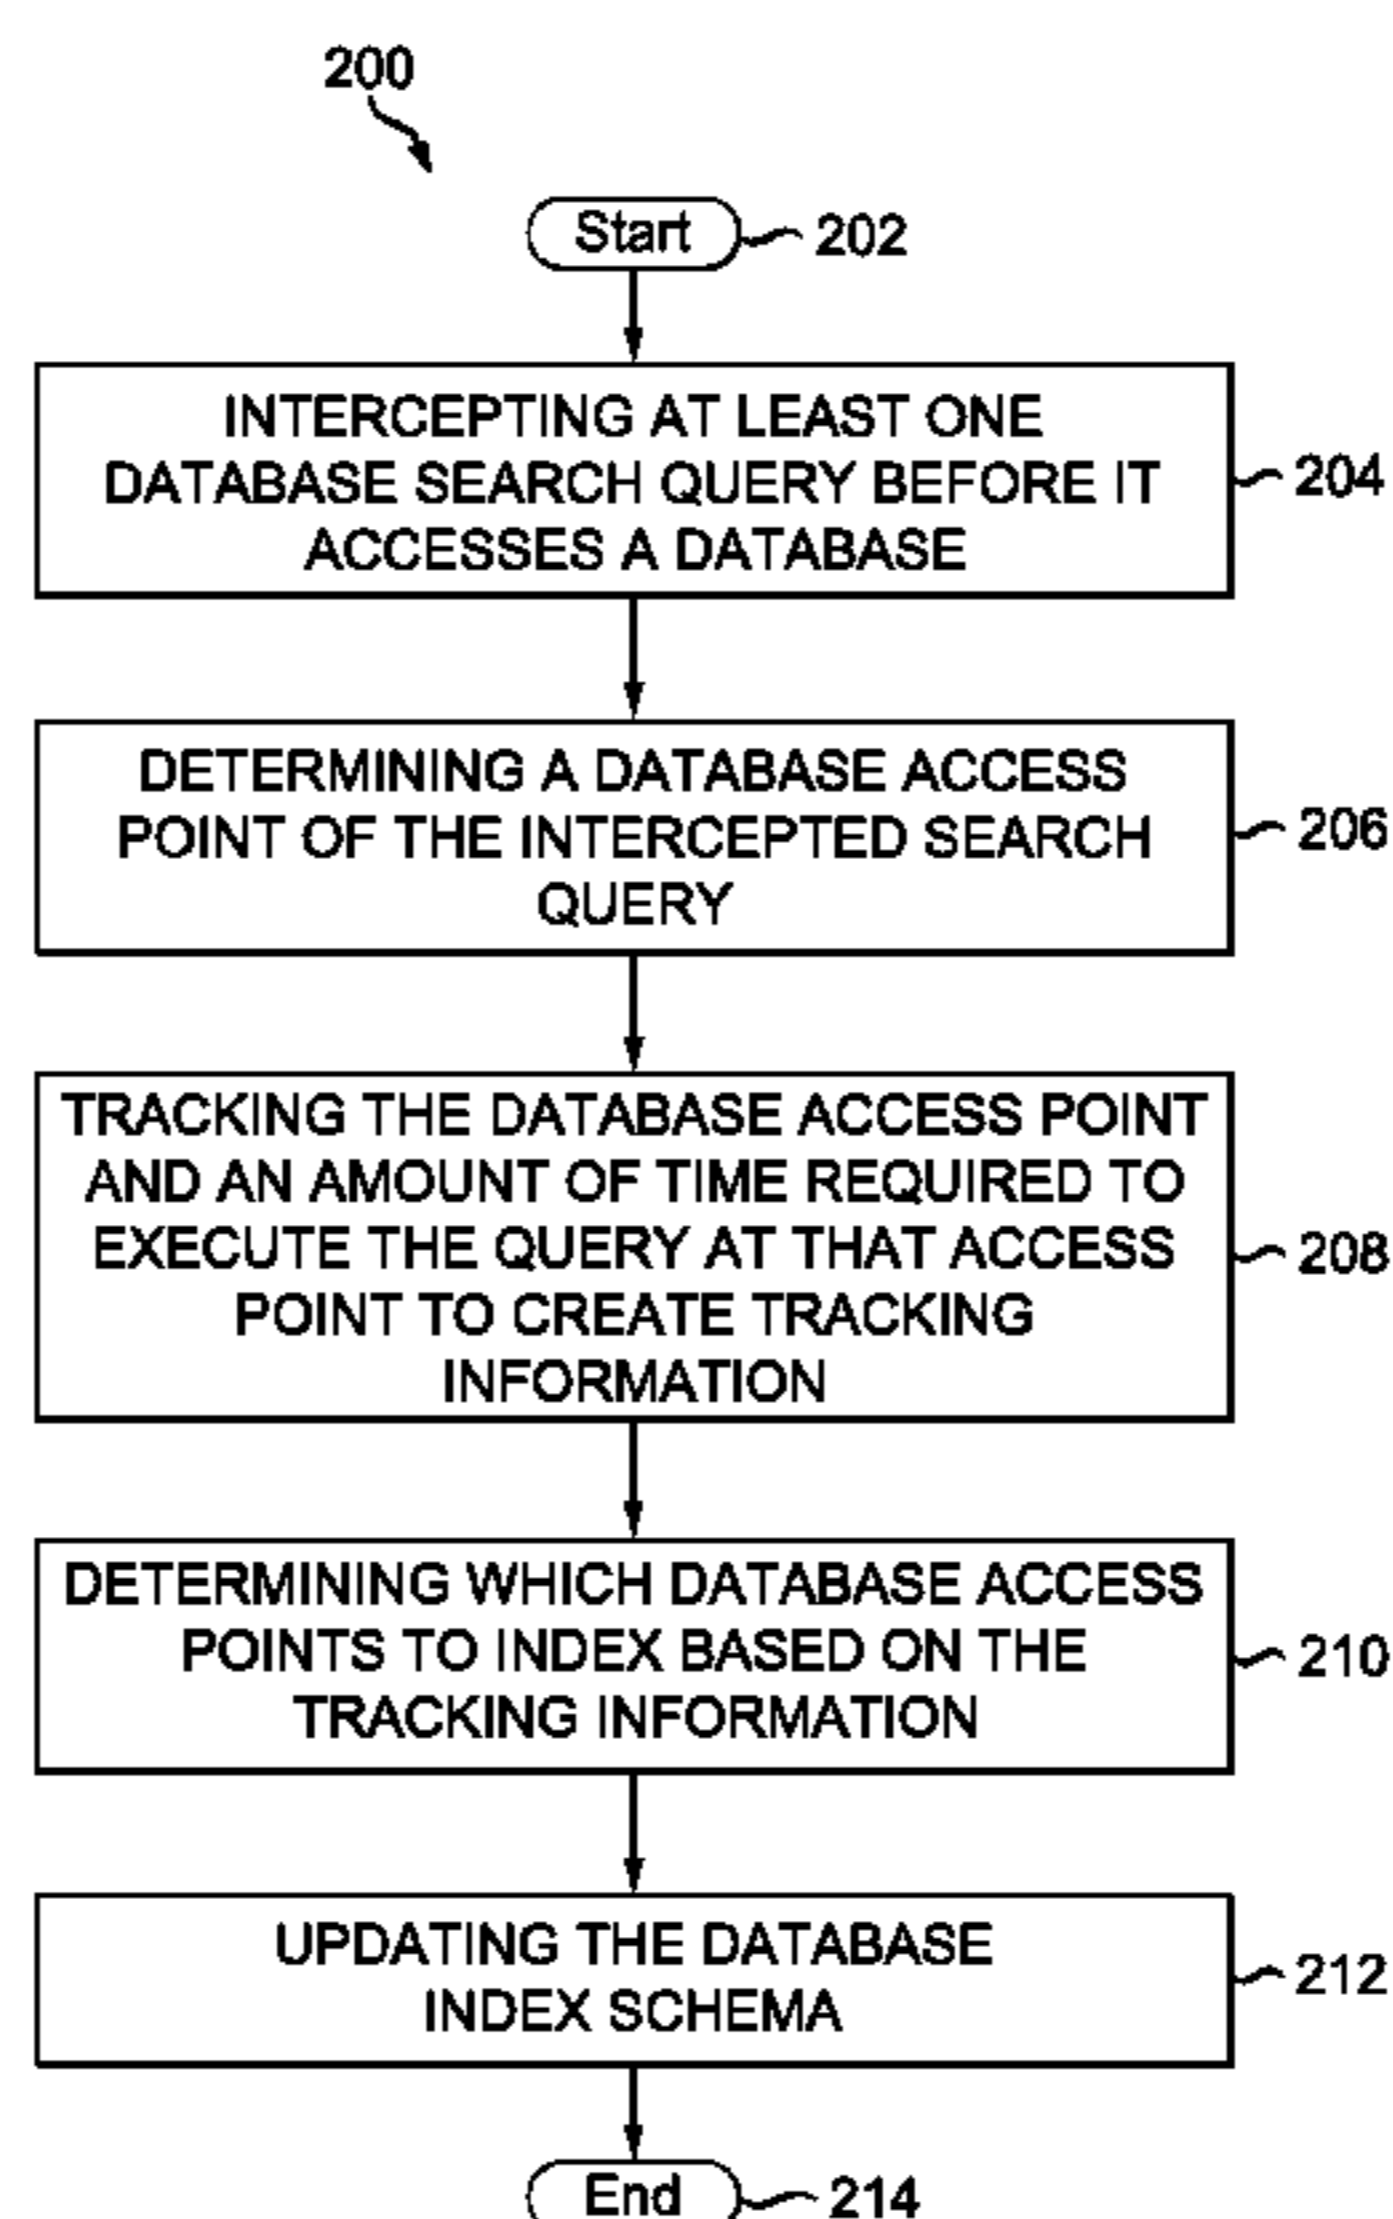 200
Start
202
INTERCEPTING AT LEAST ONE
DATABASE SEARCH QUERY BEFORE IT
ACCESSES A DATABASE
204
DETERMINING A DATABASE ACCESS
POINT OF THE INTERCEPTED SEARCH
QUERY
206
TRACKING THE DATABASE ACCESS POINT
AND AN AMOUNT OF TIME REQUIRED TO
EXECUTE THE QUERY AT THAT ACCESS
POINT TO CREATE TRACKING
INFORMATION
208
DETERMINING WHICH DATABASE ACCESS
POINTS TO INDEX BASED ON THE
TRACKING INFORMATION
210
UPDATING THE DATABASE
INDEX SCHEMA
212
End
214